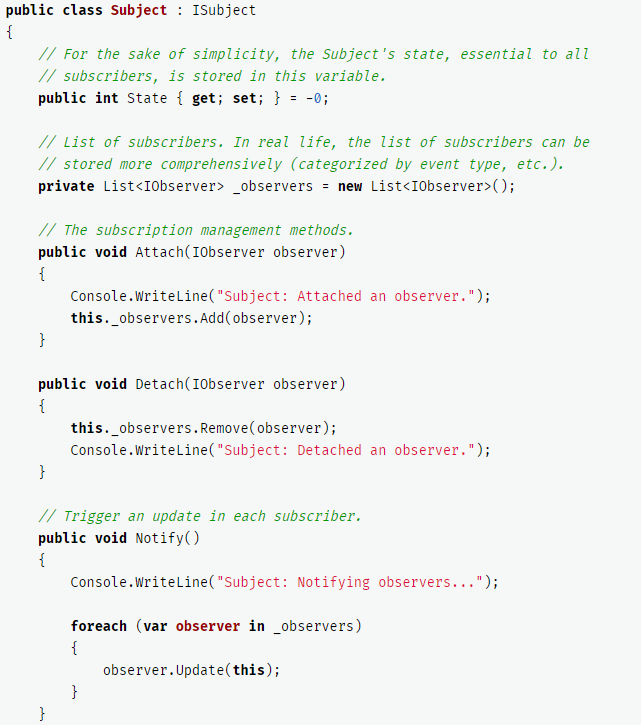 public class Subject : ISubject
{
    // For the sake of simplicity, the Subject's state, essential to all
    // subscribers, is stored in this variable.
    public int State { get; set; } = -0;

    // List of subscribers. In real life, the list of subscribers can be
    // stored more comprehensively (categorized by event type, etc.).
    private List<IObserver> _observers = new List<IObserver>();

    // The subscription management methods.
    public void Attach(IObserver observer)
    {
        Console.WriteLine("Subject: Attached an observer.");
        this._observers.Add(observer);
    }

    public void Detach(IObserver observer)
    {
        this._observers.Remove(observer);
        Console.WriteLine("Subject: Detached an observer.");
    }

    // Trigger an update in each subscriber.
    public void Notify()
    {
        Console.WriteLine("Subject: Notifying observers...");

        foreach (var observer in _observers)
        {
            observer.Update(this);
        }
    }